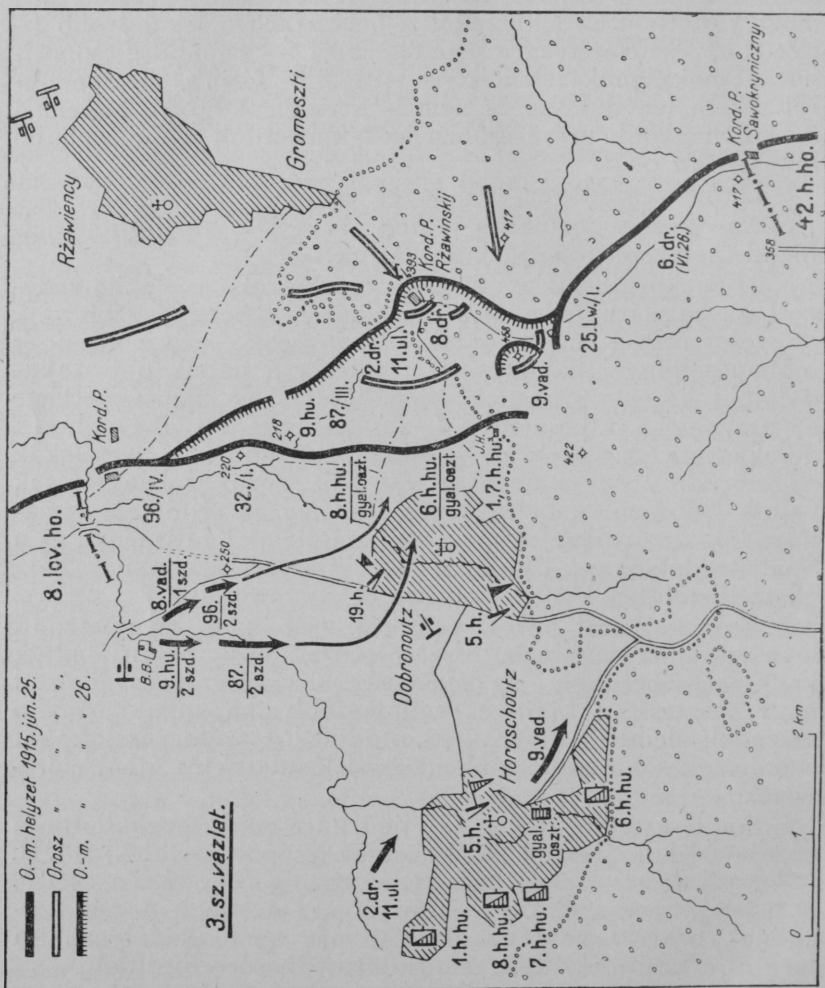 O.-m. helyzet 1915. jún. 25.
Orosz " " " ".
O.-m. " " 26.
3. sz. vázlat.
8. lov. ho.
Kord. P.
Rżawiency
Gromeszti
96./IV.
32./I.
220
218
9. hu.
87./III.
2. dr.
11. ul.
8. dr.
393
Kord. P.
Rżawinskij
417
458
9. vad.
25. Lw./I.
6. dr.
(VI. 26.)
417
Kord. P.
Sawokrynicznyi
358
42. h. ho.
B.B.
8. vad.
1 szd.
96.
2 szd.
9. hu.
2 szd.
87.
2 szd.
250
8. h. hu.
gyal. oszt.
6. h. hu.
gyal. oszt.
J.H.
1., 7. h. hu.
422
19. h.
Dobronoutz
5. h.
2. dr.
11. ul.
Horoschoutz
9. vad.
5. h.
gyal.
oszt.
6. h. hu.
1. h. hu.
8. h. hu.
7. h. hu.
0 1 2 km